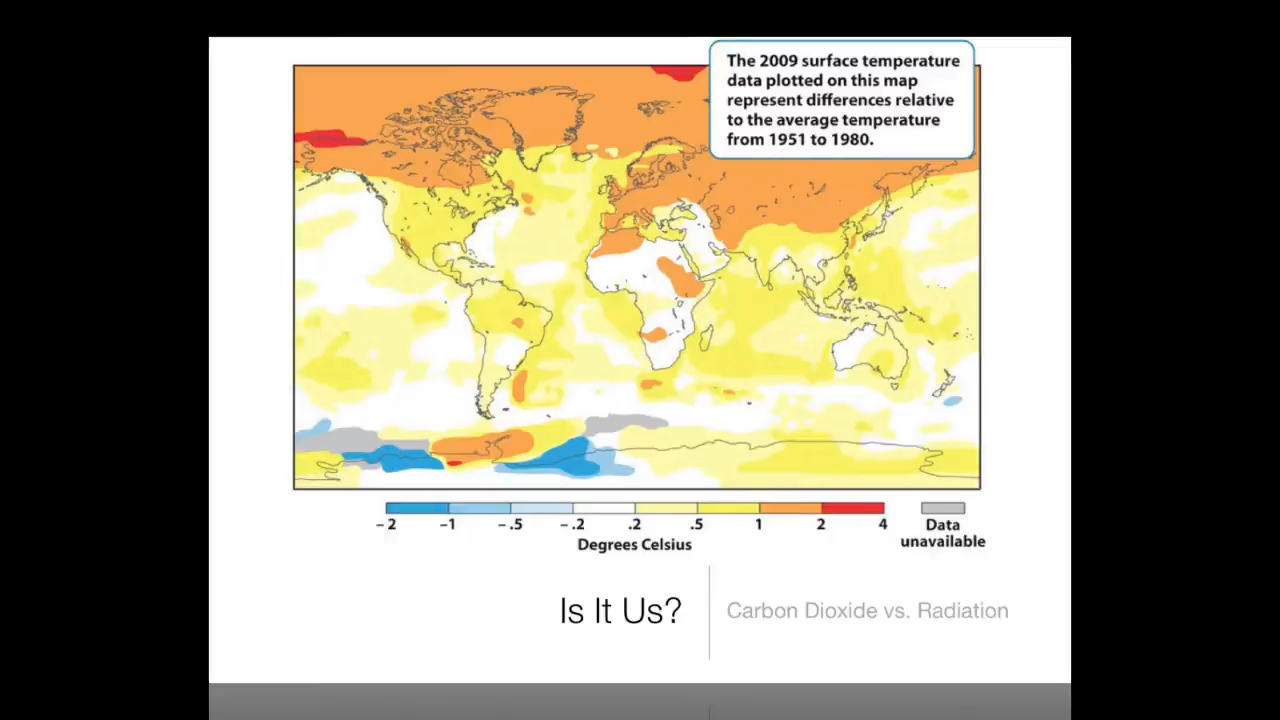 The 2009 surface temperature
data plotted on this map
represent differences relative
to the average temperature
from 1951 to 1980.
–2 –1 –.5 –.2 .2 .5 1 2 4 Data
unavailable
Degrees Celsius
Is It Us?
Carbon Dioxide vs. Radiation